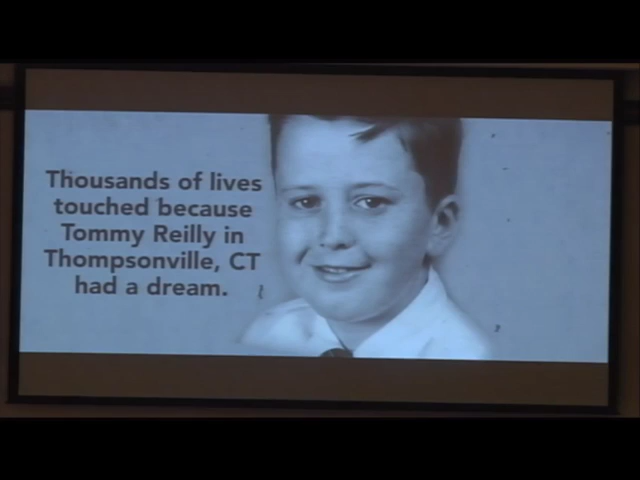 Thousands of lives
touched because
Tommy Reilly in
Thompsonville, CT
had a dream.